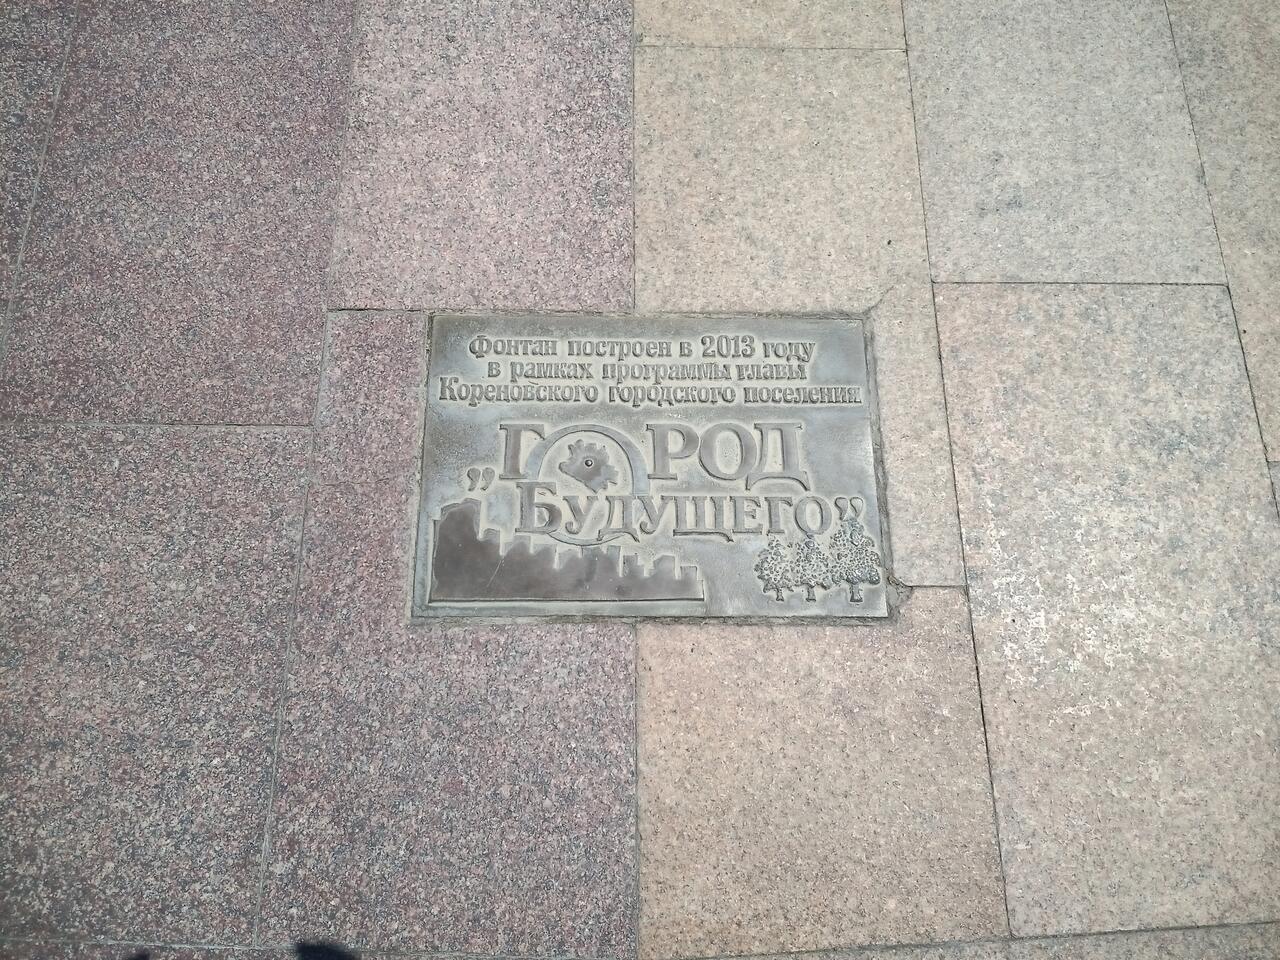 Фонтан построен в 2013 году
в рамках программы главы
Кореновского городского поселения
„ГОРОД
БУДУЩЕГО”